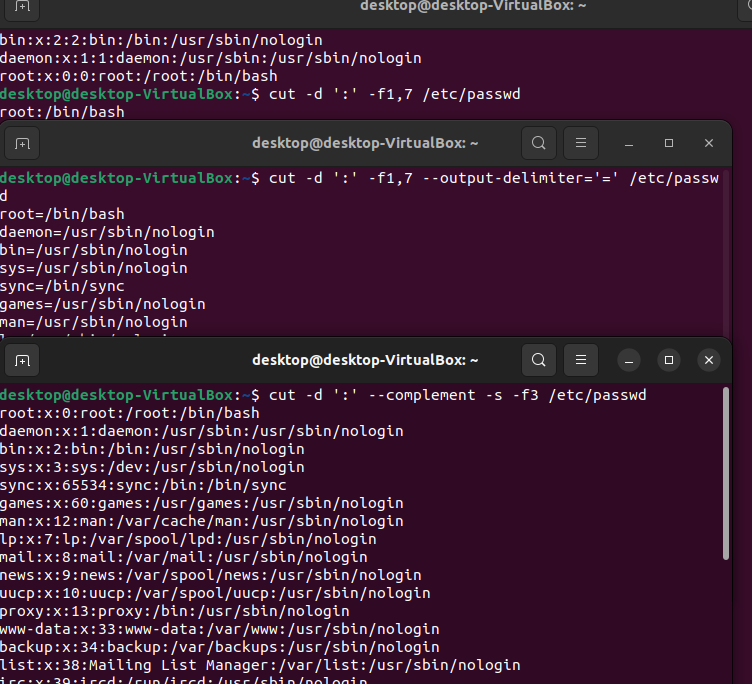 desktop@desktop-VirtualBox: ~
bin:x:2:2:bin:/bin:/usr/sbin/nologin
daemon:x:1:1:daemon:/usr/sbin:/usr/sbin/nologin
root:x:0:0:root:/root:/bin/bash
desktop@desktop-VirtualBox:~$ cut -d ':' -f1,7 /etc/passwd
root:/bin/bash
desktop@desktop-VirtualBox: ~
desktop@desktop-VirtualBox:~$ cut -d ':' -f1,7 --output-delimiter='=' /etc/passw
d
root=/bin/bash
daemon=/usr/sbin/nologin
bin=/usr/sbin/nologin
sys=/usr/sbin/nologin
sync=/bin/sync
games=/usr/sbin/nologin
man=/usr/sbin/nologin
desktop@desktop-VirtualBox: ~
desktop@desktop-VirtualBox:~$ cut -d ':' --complement -s -f3 /etc/passwd
root:x:0:root:/root:/bin/bash
daemon:x:1:daemon:/usr/sbin:/usr/sbin/nologin
bin:x:2:bin:/bin:/usr/sbin/nologin
sys:x:3:sys:/dev:/usr/sbin/nologin
sync:x:65534:sync:/bin:/bin/sync
games:x:60:games:/usr/games:/usr/sbin/nologin
man:x:12:man:/var/cache/man:/usr/sbin/nologin
lp:x:7:lp:/var/spool/lpd:/usr/sbin/nologin
mail:x:8:mail:/var/mail:/usr/sbin/nologin
news:x:9:news:/var/spool/news:/usr/sbin/nologin
uucp:x:10:uucp:/var/spool/uucp:/usr/sbin/nologin
proxy:x:13:proxy:/bin:/usr/sbin/nologin
www-data:x:33:www-data:/var/www:/usr/sbin/nologin
backup:x:34:backup:/var/backups:/usr/sbin/nologin
list:x:38:Mailing List Manager:/var/list:/usr/sbin/nologin
irc:x:39:ircd:/run/ircd:/usr/sbin/nologin